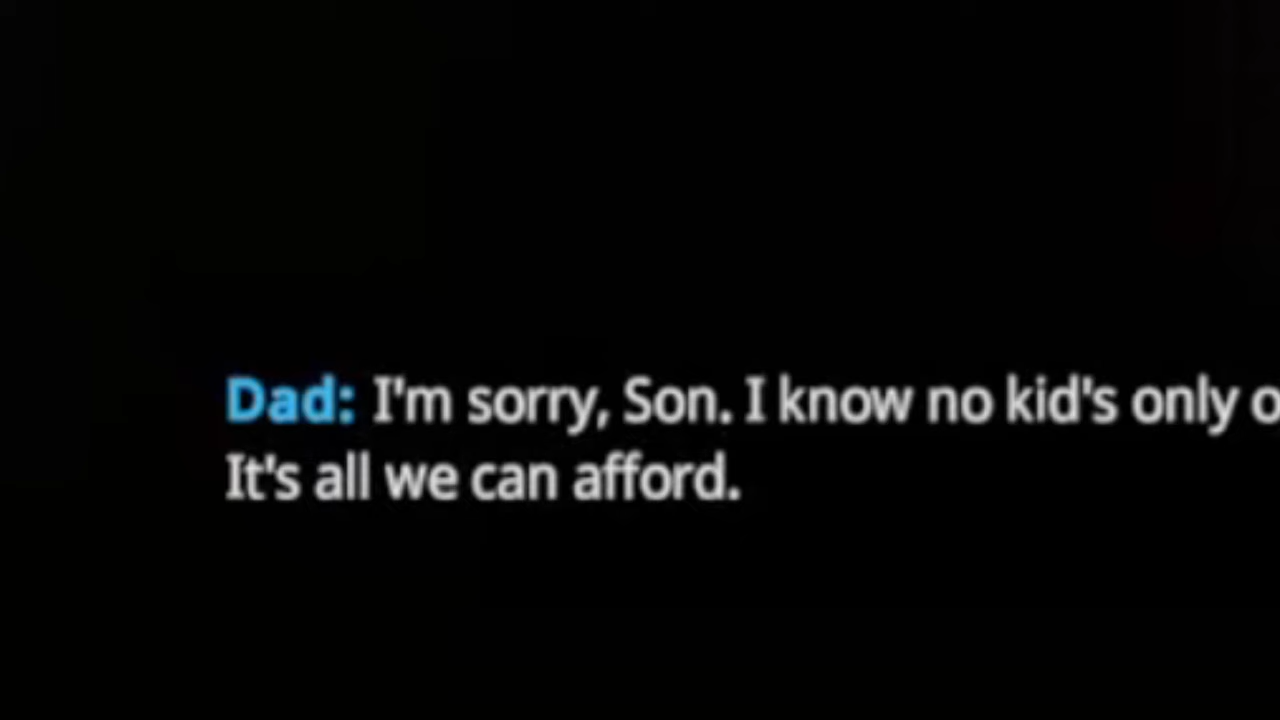 Dad: I'm sorry, Son. I know no kid's only
It's all we can afford.